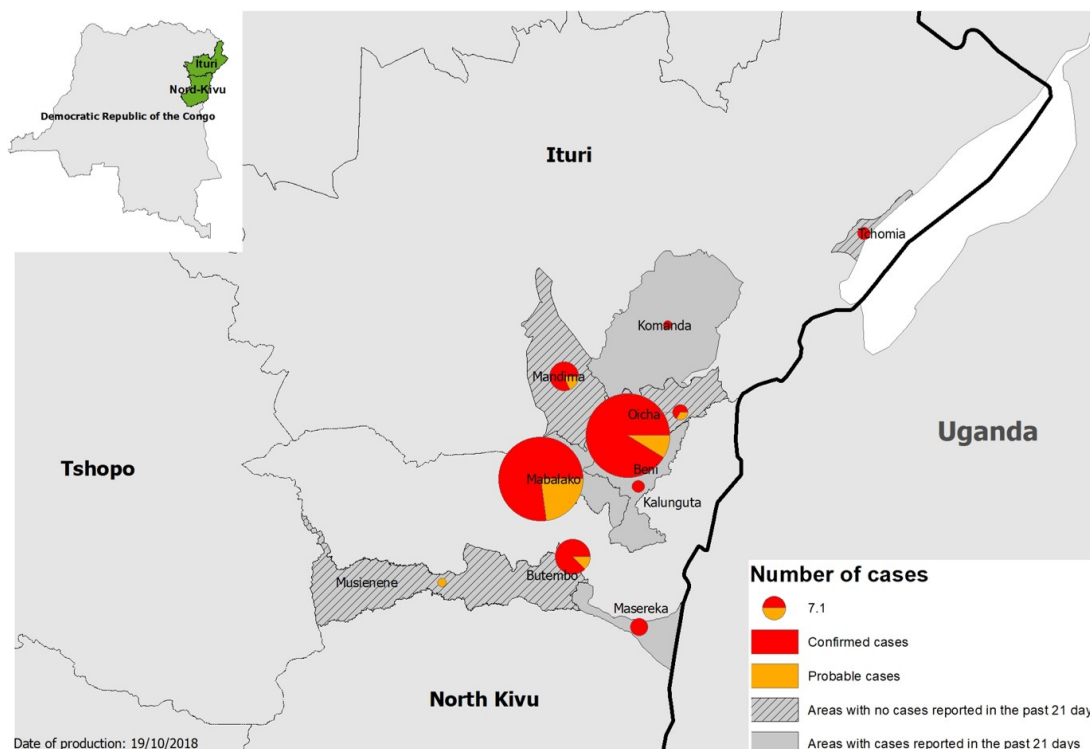 Ituri
Nord-Kivu
Democratic Republic of the Congo
Ituri
Tchomia
Komanda
Mandima
Oicha
Uganda
Tshopo
Beni
Mabalako
Kalunguta
Butembo
Musienene
Masereka
North Kivu
Number of cases
7.1
Confirmed cases
Probable cases
Areas with no cases reported in the past 21 day
Areas with cases reported in the past 21 days
Date of production: 19/10/2018